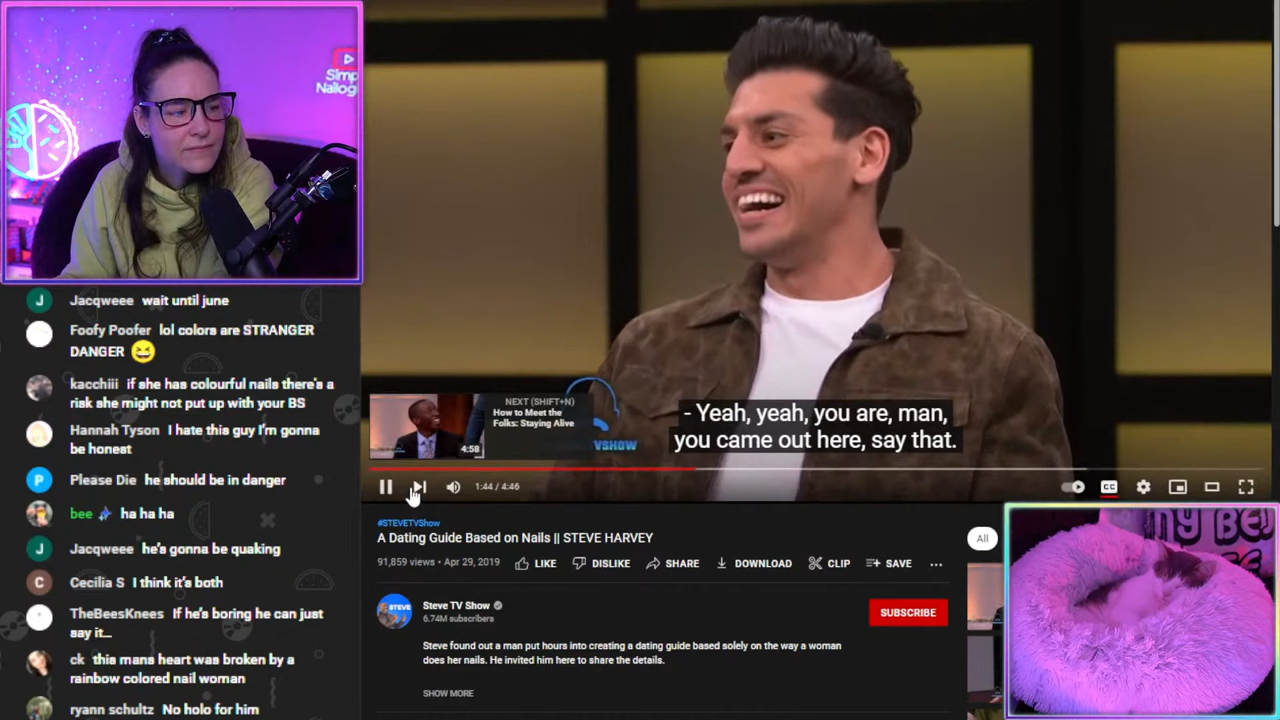 Simp
Nailog
Jacqweee wait until june
Foofy Poofer lol colors are STRANGER
DANGER 😆
kacchiii if she has colourful nails there's a
risk she might not put up with your BS
Hannah Tyson I hate this guy I'm gonna
be honest
Please Die he should be in danger
bee ha ha ha
Jacqweee he's gonna be quaking
Cecilia S I think it's both
TheBeesKnees If he's boring he can just
say it...
ck this mans heart was broken by a
rainbow colored nail woman
ryann schultz No holo for him
NEXT (SHIFT+N)
How to Meet the
Folks: Staying Alive
4:58
VSHOW
- Yeah, yeah, you are, man,
you came out here, say that.
1:44 / 4:46
CC
#STEVETVShow
A Dating Guide Based on Nails || STEVE HARVEY
91,859 views • Apr 29, 2019
LIKE
DISLIKE
SHARE
DOWNLOAD
CLIP
SAVE
All
STEVE
Steve TV Show
6.74M subscribers
SUBSCRIBE
Steve found out a man put hours into creating a dating guide based solely on the way a woman
does her nails. He invited him here to share the details.
SHOW MORE
MY BE